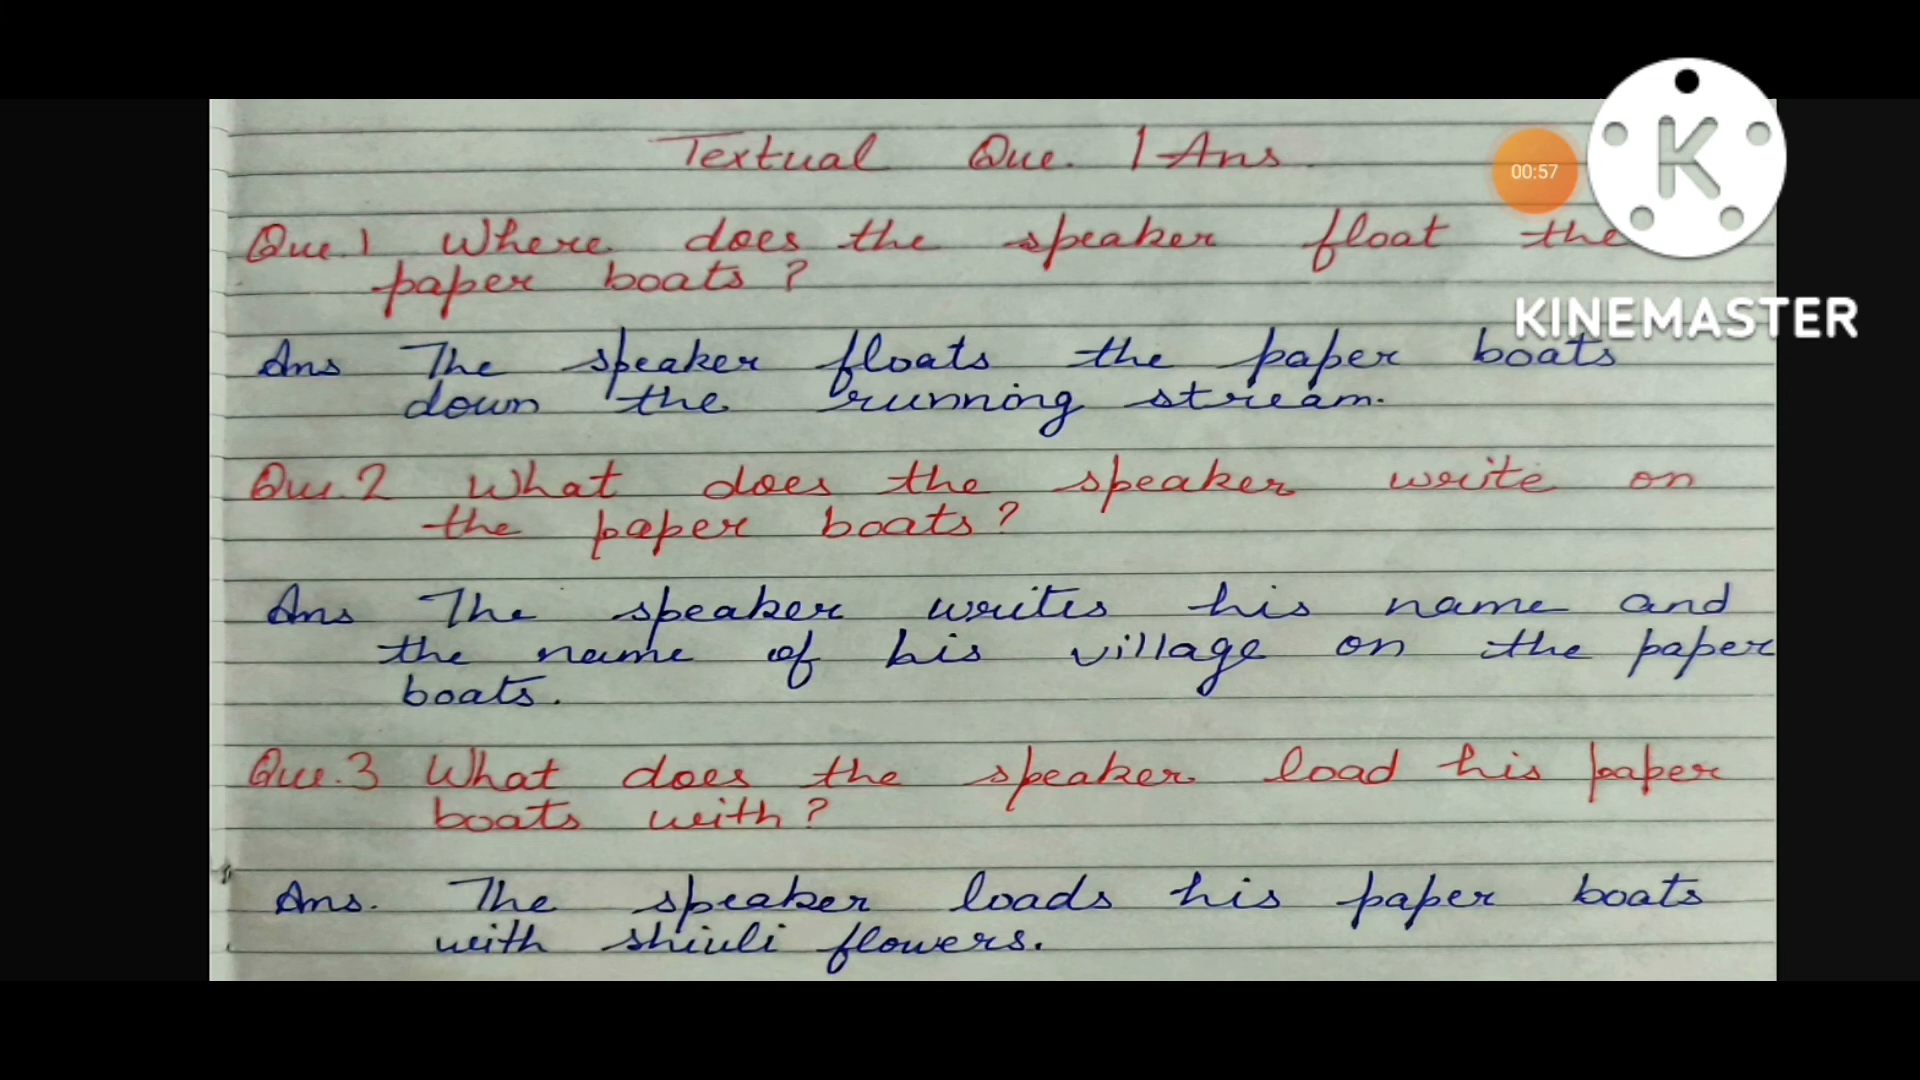 Textual Que. / Ans.
00:57
K
KINEMASTER
Que.1 Where does the speaker float the
paper boats?
Ans The speaker floats the paper boats
down the running stream.
Que.2 What does the speaker write on
the paper boats?
Ans The speaker writes his name and
the name of his village on the paper
boats.
Que.3 What does the speaker load his paper
boats with?
Ans. The speaker loads his paper boats
with shiuli flowers.